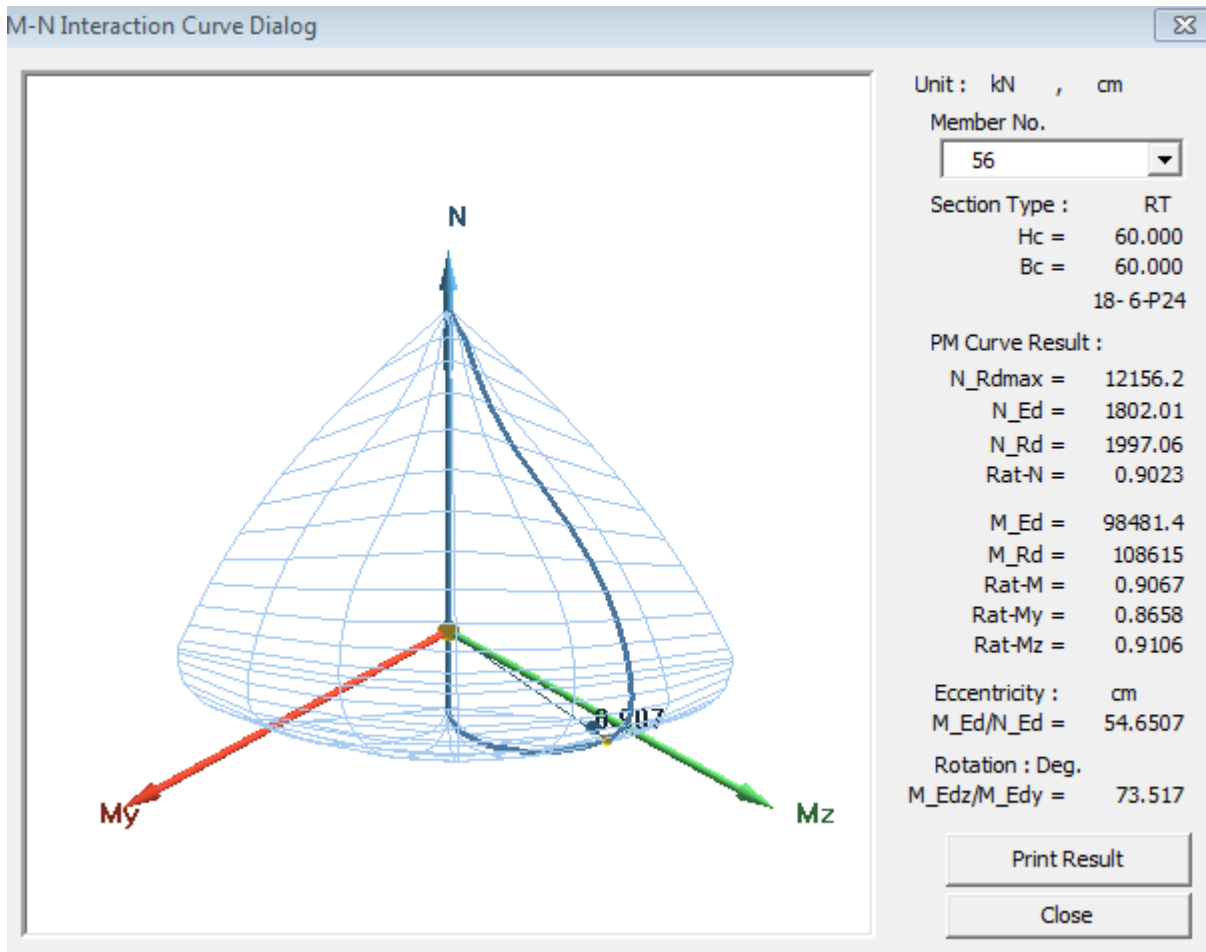 M-N Interaction Curve Dialog
Unit : kN , cm
Member No.
56
Section Type : RT
Hc = 60.000
Bc = 60.000
18- 6-P24
PM Curve Result :
N_Rdmax = 12156.2
N_Ed = 1802.01
N_Rd = 1997.06
Rat-N = 0.9023
M_Ed = 98481.4
M_Rd = 108615
Rat-M = 0.9067
Rat-My = 0.8658
Rat-Mz = 0.9106
Eccentricity : cm
M_Ed/N_Ed = 54.6507
Rotation : Deg.
M_Edz/M_Edy = 73.517
Print Result
Close
N
0.907
My
Mz